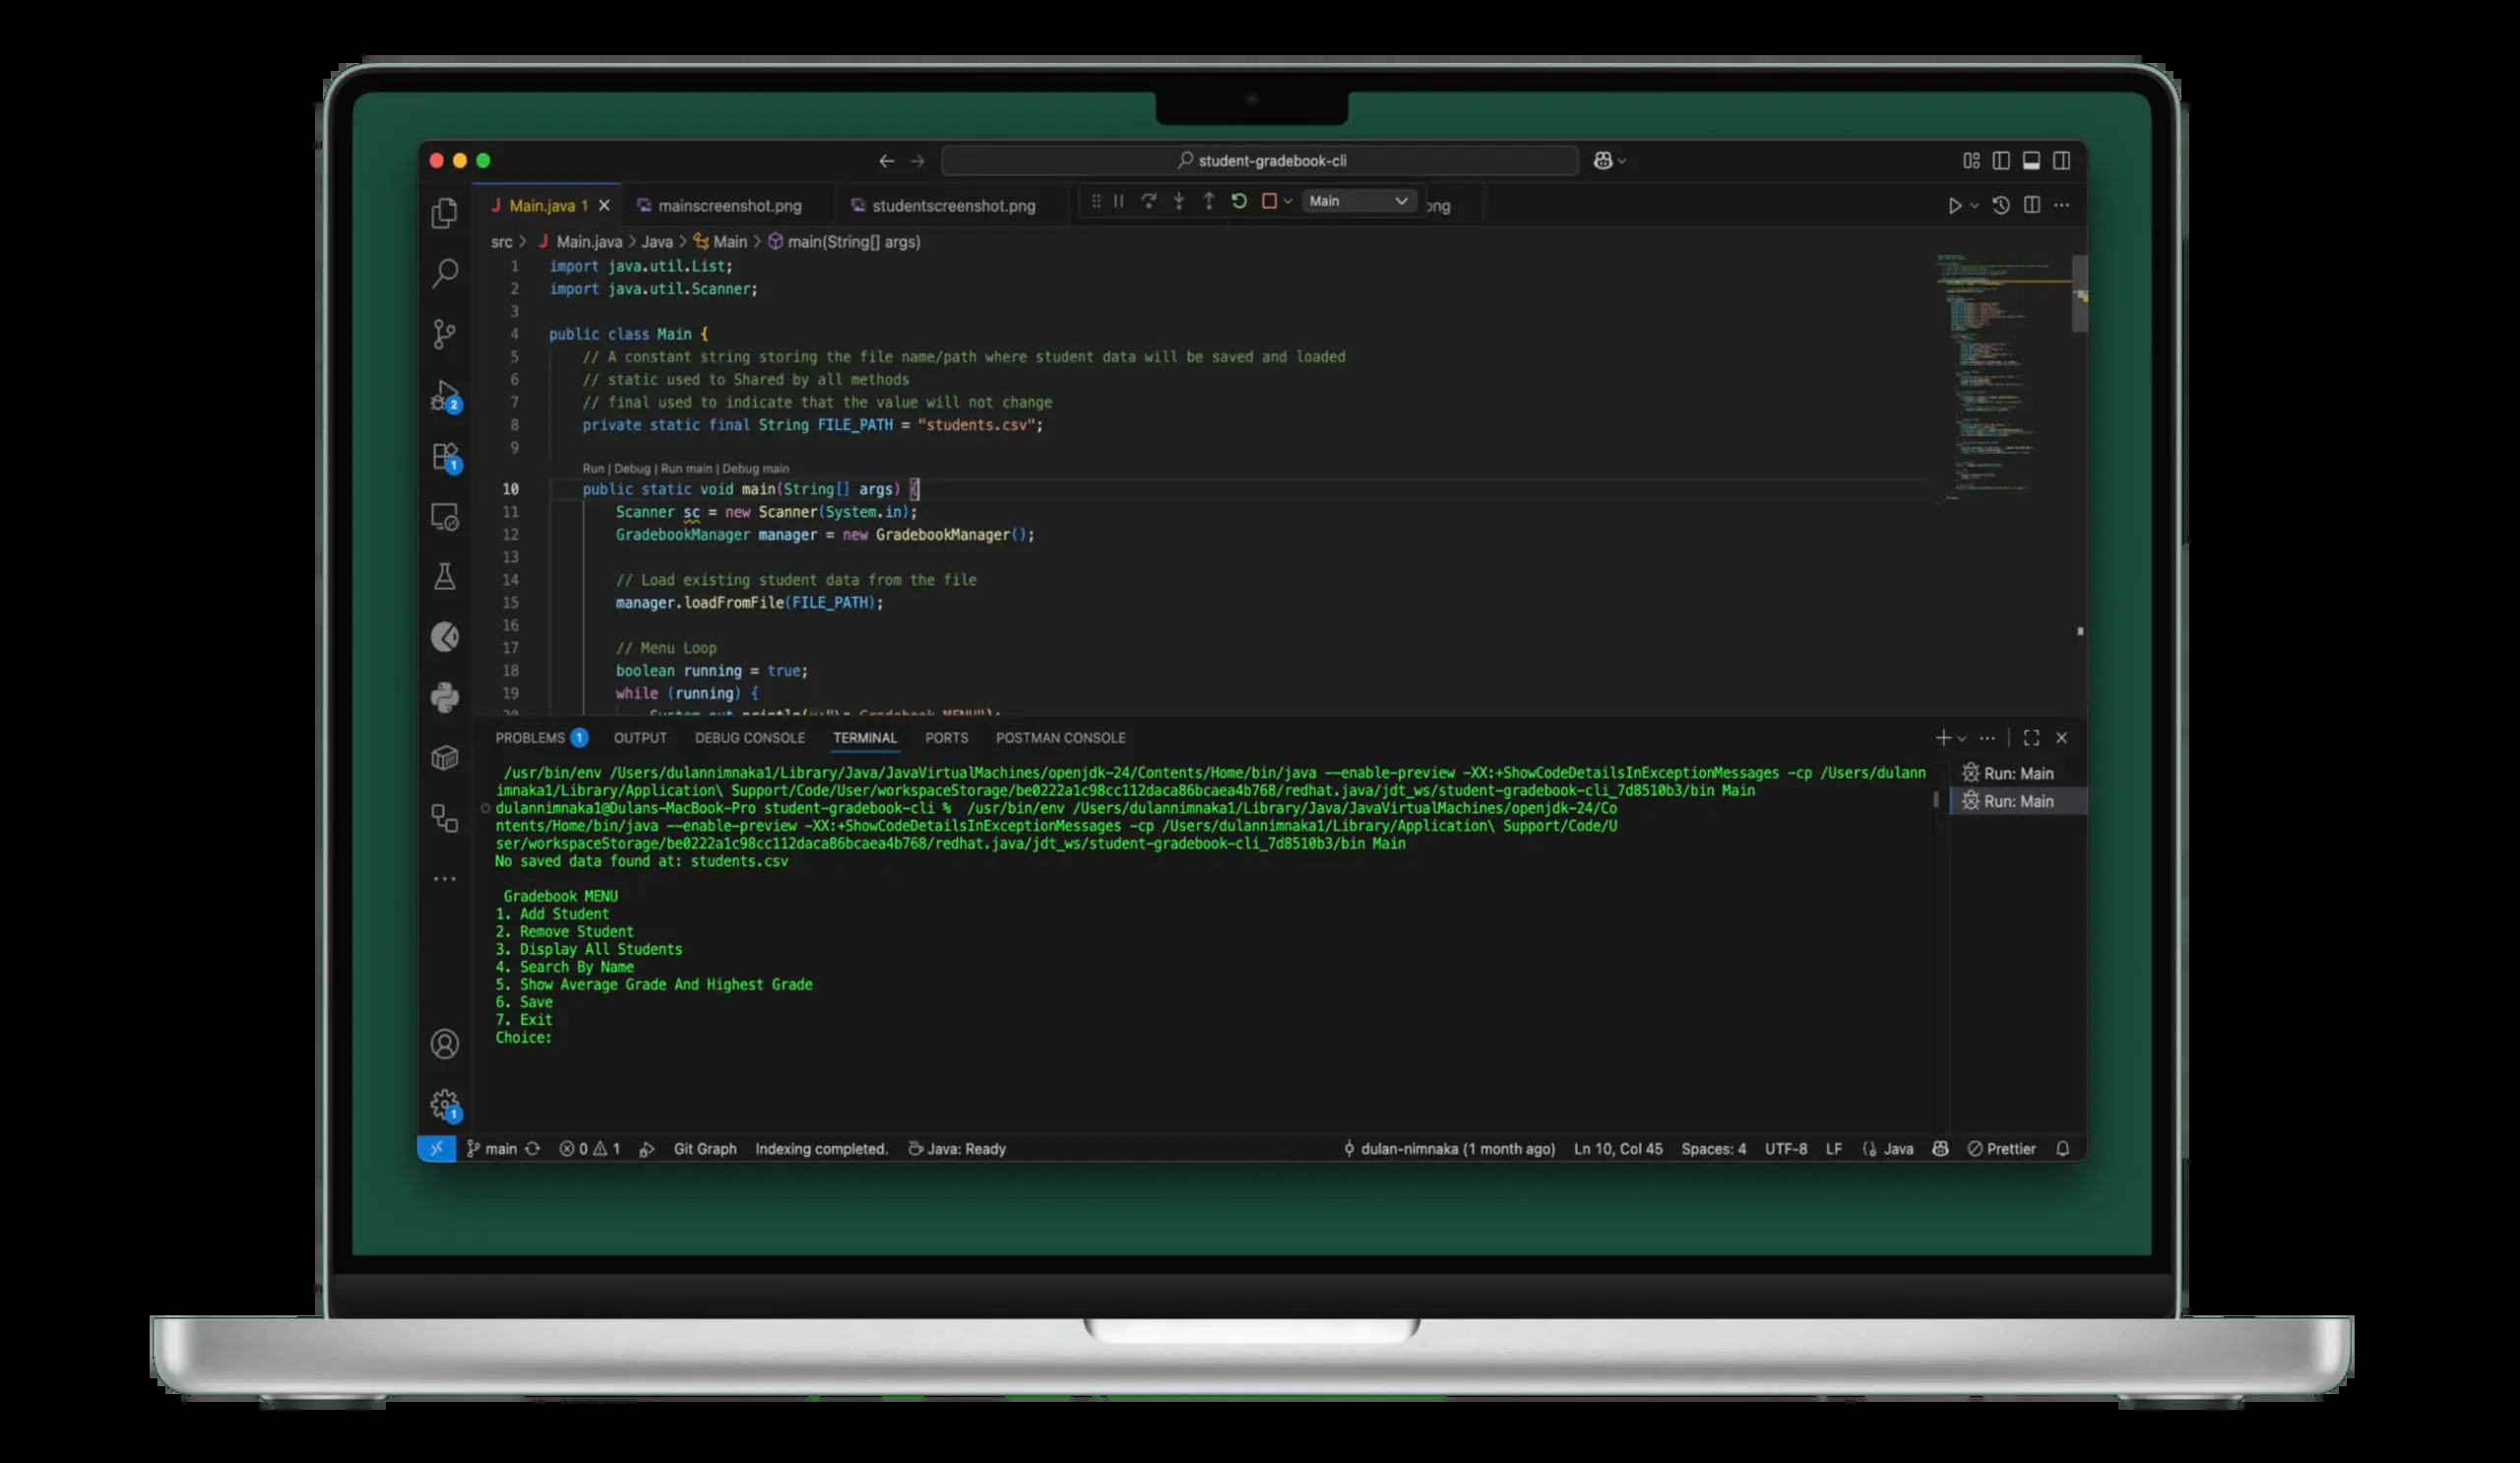 student-gradebook-cli
Main.java 1
mainscreenshot.png
studentscreenshot.png
Main
ong
src > Main.java > Java > Main > main(String[] args)
1 import java.util.List;
2 import java.util.Scanner;
3
4 public class Main {
5 // A constant string storing the file name/path where student data will be saved and loaded
6 // static used to Shared by all methods
7 // final used to indicate that the value will not change
8 private static final String FILE_PATH = "students.csv";
9
Run | Debug | Run main | Debug main
10 public static void main(String[] args) {
11 Scanner sc = new Scanner(System.in);
12 GradebookManager manager = new GradebookManager();
13
14 // Load existing student data from the file
15 manager.loadFromFile(FILE_PATH);
16
17 // Menu Loop
18 boolean running = true;
19 while (running) {
2
1
PROBLEMS 1 OUTPUT DEBUG CONSOLE TERMINAL PORTS POSTMAN CONSOLE
/usr/bin/env /Users/dulannimnaka1/Library/Java/JavaVirtualMachines/openjdk-24/Contents/Home/bin/java --enable-preview -XX:+ShowCodeDetailsInExceptionMessages -cp /Users/dulann
imnaka1/Library/Application\ Support/Code/User/workspaceStorage/be0222a1c98cc112daca86bcaea4b768/redhat.java/jdt_ws/student-gradebook-cli_7d8510b3/bin Main
dulannimnaka1@Dulans-MacBook-Pro student-gradebook-cli % /usr/bin/env /Users/dulannimnaka1/Library/Java/JavaVirtualMachines/openjdk-24/Co
ntents/Home/bin/java --enable-preview -XX:+ShowCodeDetailsInExceptionMessages -cp /Users/dulannimnaka1/Library/Application\ Support/Code/U
ser/workspaceStorage/be0222a1c98cc112daca86bcaea4b768/redhat.java/jdt_ws/student-gradebook-cli_7d8510b3/bin Main
No saved data found at: students.csv
Gradebook MENU
1. Add Student
2. Remove Student
3. Display All Students
4. Search By Name
5. Show Average Grade And Highest Grade
6. Save
7. Exit
Choice:
Run: Main
Run: Main
1
main 0 1 Git Graph Indexing completed. Java: Ready
dulan-nimnaka (1 month ago) Ln 10, Col 45 Spaces: 4 UTF-8 LF Java Prettier